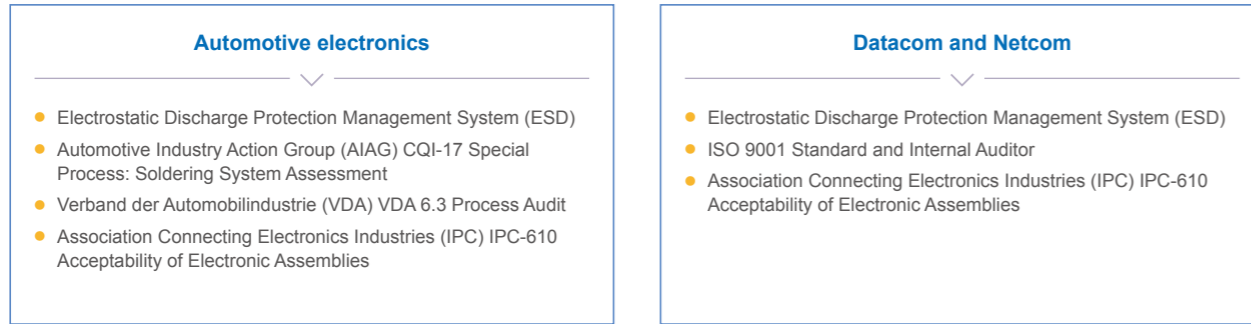 Automotive electronics
• Electrostatic Discharge Protection Management System (ESD)
• Automotive Industry Action Group (AIAG) CQI-17 Special
Process: Soldering System Assessment
• Verband der Automobilindustrie (VDA) VDA 6.3 Process Audit
• Association Connecting Electronics Industries (IPC) IPC-610
Acceptability of Electronic Assemblies
Datacom and Netcom
• Electrostatic Discharge Protection Management System (ESD)
• ISO 9001 Standard and Internal Auditor
• Association Connecting Electronics Industries (IPC) IPC-610
Acceptability of Electronic Assemblies